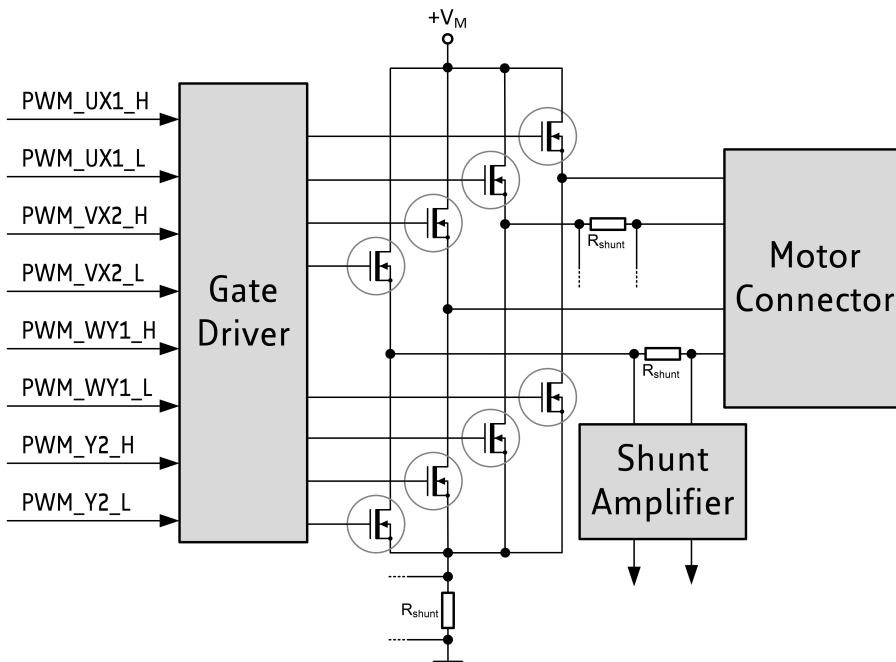 +VM
PWM_UX1_H
PWM_UX1_L
PWM_VX2_H
PWM_VX2_L
PWM_WY1_H
PWM_WY1_L
PWM_Y2_H
PWM_Y2_L
Gate
Driver
Rshunt
Motor
Connector
Rshunt
Shunt
Amplifier
Rshunt